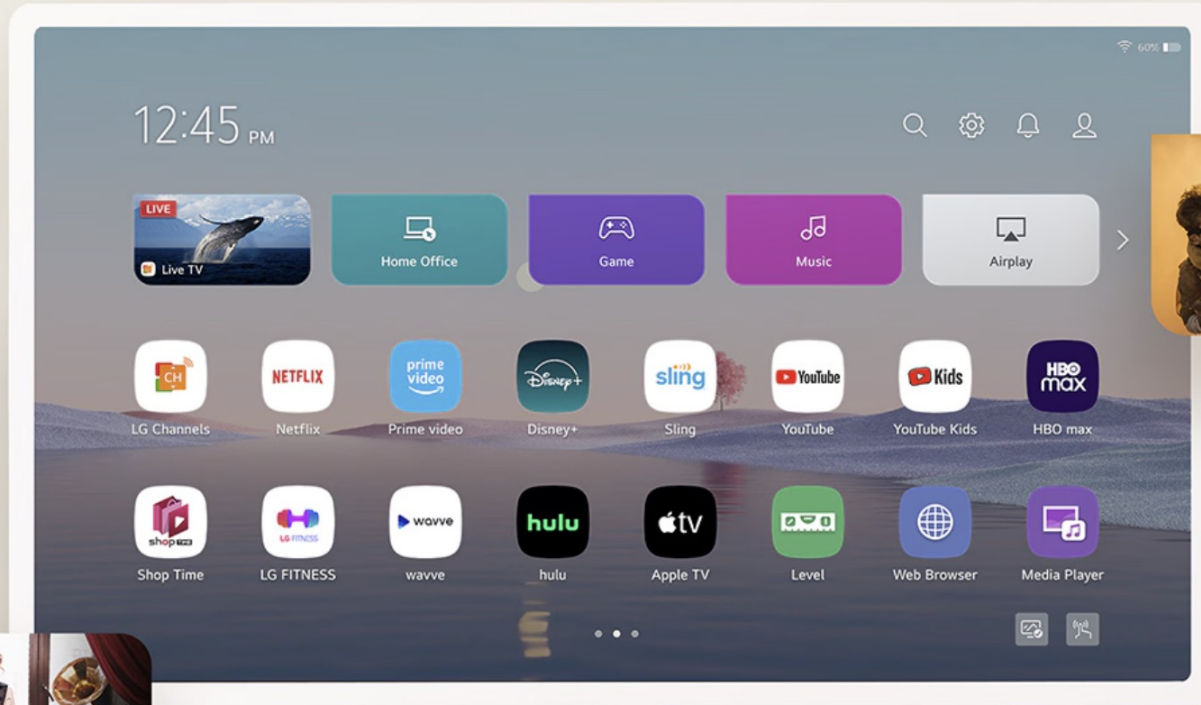 60%
12:45 PM
LIVE
Live TV
Home Office
Game
Music
Airplay
CH
NETFLIX
prime video
Disney+
sling
YouTube
Kids
HBO max
LG Channels
Netflix
Prime video
Disney+
Sling
YouTube
YouTube Kids
HBO max
shop TIME
LG FITNESS
wavve
hulu
tv
Shop Time
LG FITNESS
wavve
hulu
Apple TV
Level
Web Browser
Media Player